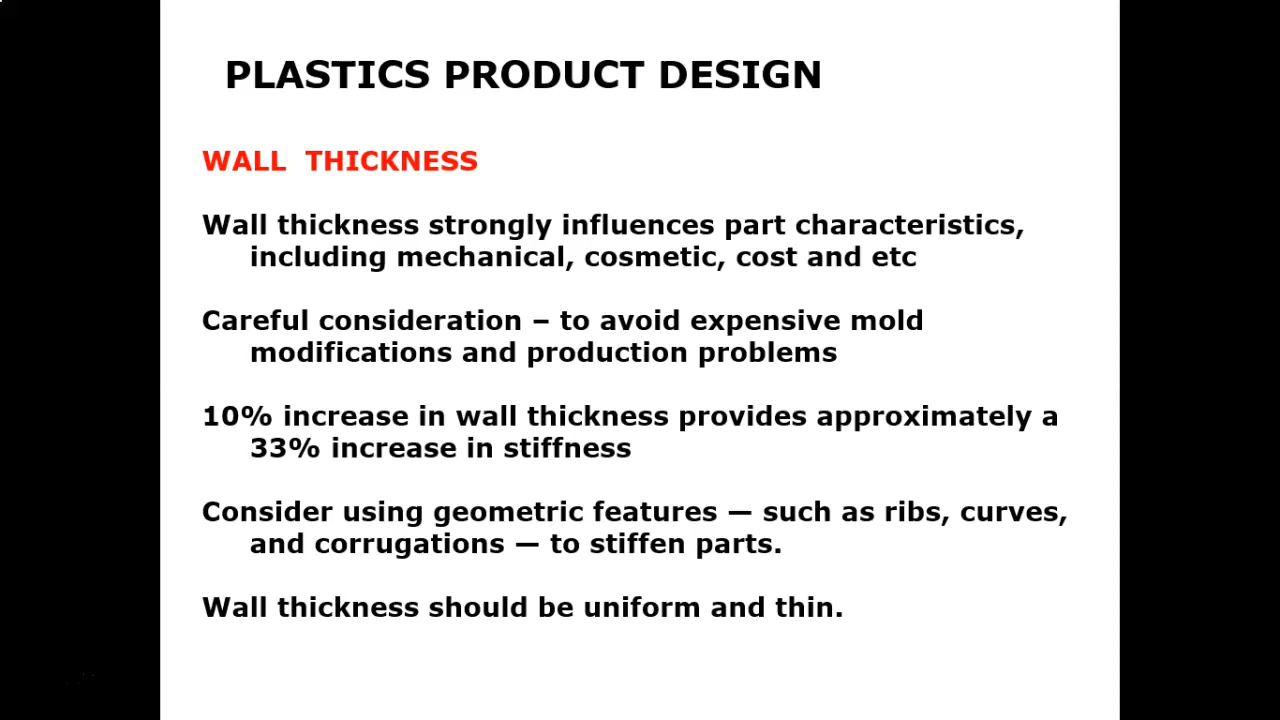 PLASTICS PRODUCT DESIGN
WALL  THICKNESS
Wall thickness strongly influences part characteristics,
including mechanical, cosmetic, cost and etc
Careful consideration – to avoid expensive mold
modifications and production problems
10% increase in wall thickness provides approximately a
33% increase in stiffness
Consider using geometric features — such as ribs, curves,
and corrugations — to stiffen parts.
Wall thickness should be uniform and thin.